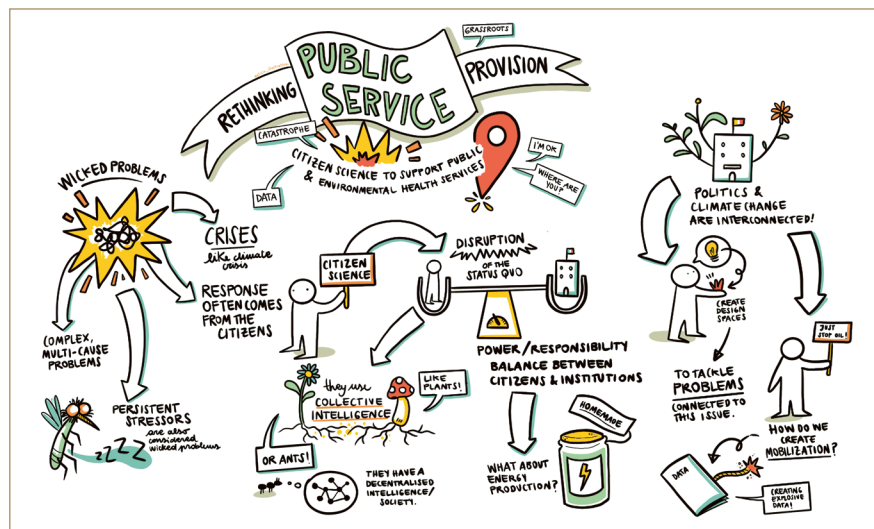 RETHINKING
PUBLIC
SERVICE
PROVISION
GRASSROOTS
CATASTROPHE
DATA
CITIZEN SCIENCE TO SUPPORT PUBLIC
& ENVIRONMENTAL HEALTH SERVICES
I'M OK
WHERE ARE
YOU?
WICKED PROBLEMS
CRISES
like climate
crisis
RESPONSE
OFTEN COMES
FROM THE
CITIZENS
COMPLEX,
MULTI-CAUSE
PROBLEMS
PERSISTENT
STRESSORS
are also
considered
wicked problems
ZZZZ
CITIZEN
SCIENCE
DISRUPTION
OF THE
STATUS QUO
POWER/RESPONSIBILITY
BALANCE BETWEEN
CITIZENS & INSTITUTIONS
they use
COLLECTIVE
INTELLIGENCE
LIKE
PLANTS!
OR ANTS!
THEY HAVE A
DECENTRALISED
INTELLIGENCE/
SOCIETY.
WHAT ABOUT
ENERGY
PRODUCTION?
HOMEMADE
POLITICS &
CLIMATE CHANGE
ARE INTERCONNECTED!
CREATE
DESIGN
SPACES
TO TACKLE
PROBLEMS
CONNECTED TO
THIS ISSUE.
JUST
STOP OIL!
HOW DO WE
CREATE
MOBILIZATION?
DATA
CREATING
EXPLOSIVE
DATA!